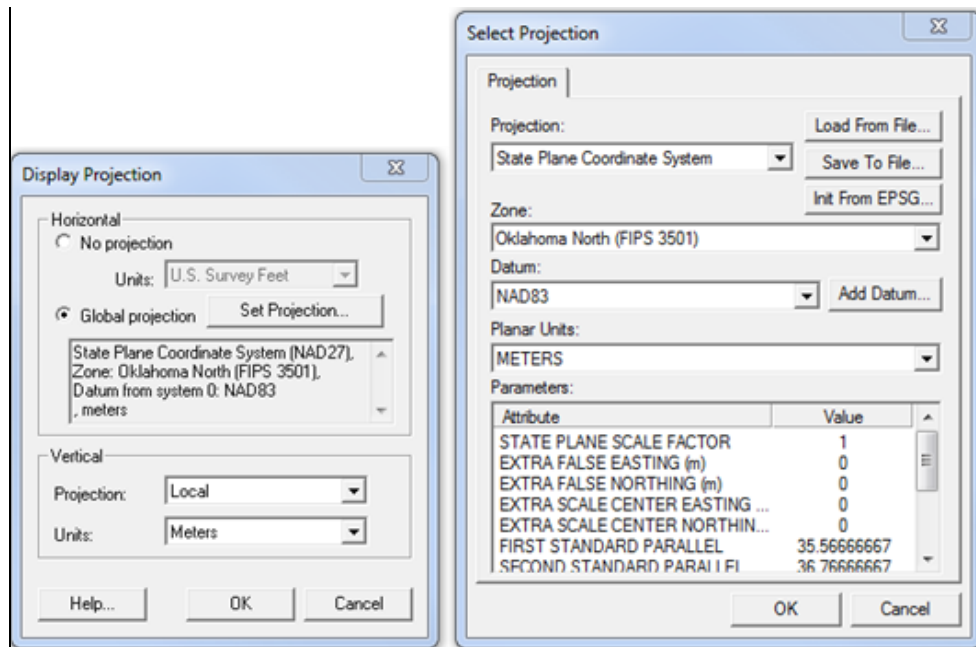 Display Projection
Horizontal
No projection
Units: U.S. Survey Feet
Global projection Set Projection...
State Plane Coordinate System (NAD27),
Zone: Oklahoma North (FIPS 3501),
Datum from system 0: NAD83
, meters
Vertical
Projection: Local
Units: Meters
Help... OK Cancel
Select Projection
Projection
Projection: Load From File...
State Plane Coordinate System Save To File...
Init From EPSG...
Zone:
Oklahoma North (FIPS 3501)
Datum:
NAD83 Add Datum...
Planar Units:
METERS
Parameters:
Attribute Value
STATE PLANE SCALE FACTOR 1
EXTRA FALSE EASTING (m) 0
EXTRA FALSE NORTHING (m) 0
EXTRA SCALE CENTER EASTING ... 0
EXTRA SCALE CENTER NORTHIN... 0
FIRST STANDARD PARALLEL 35.56666667
SECOND STANDARD PARALLEL 36.76666667
OK Cancel